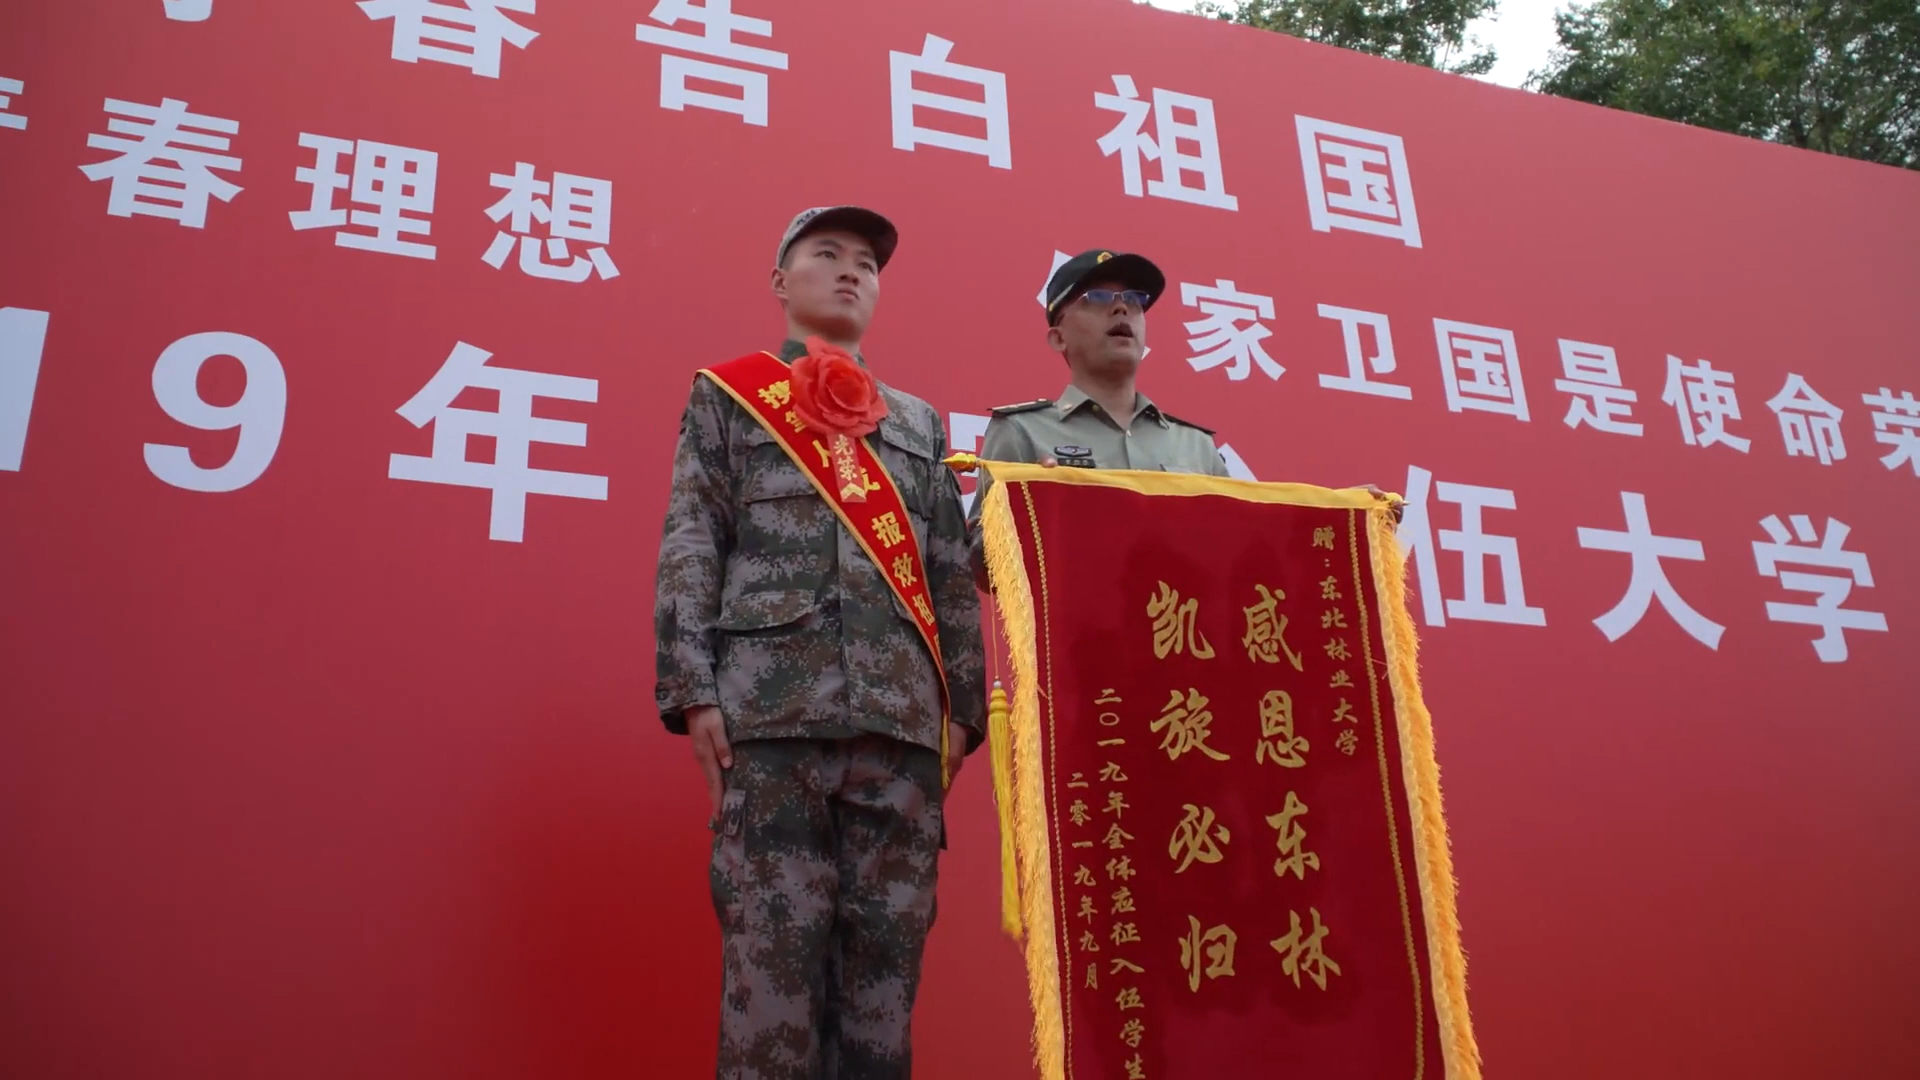 春告白祖国
春理想 家卫国是使命荣
19年 伍大学
光荣
报效祖
赠：东北林业大学
感恩东林
凯旋必归
二〇一九年全体应征入伍学生
二零一九年九月